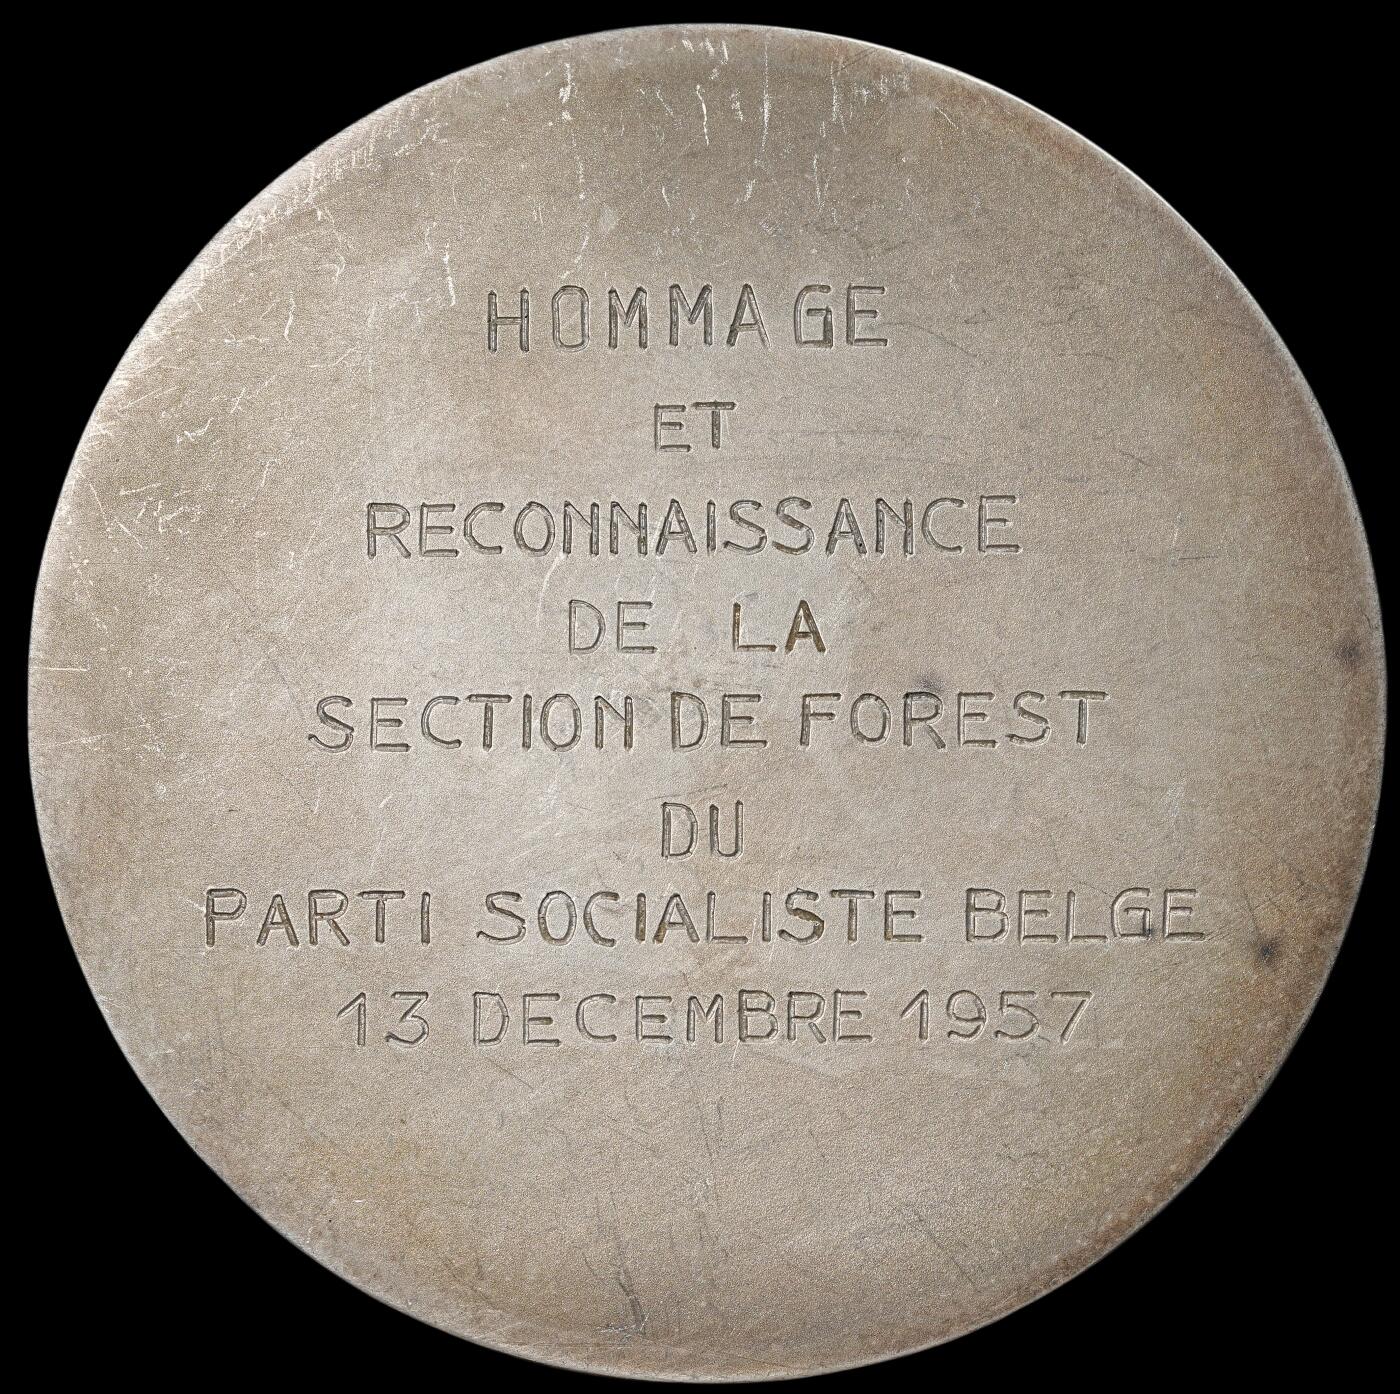 HOMMAGE
ET
RECONNAISSANCE
DE LA
SECTION DE FOREST
DU
PARTI SOCIALISTE BELGE
13 DECEMBRE 1957